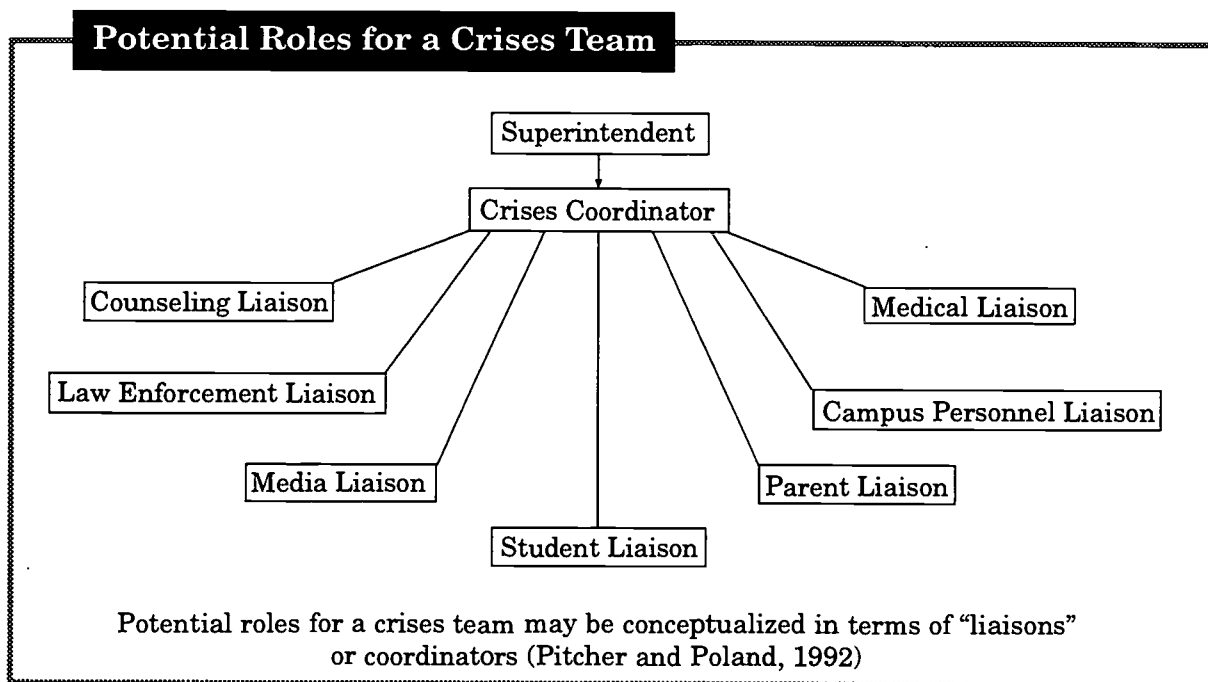 Potential Roles for a Crises Team
Superintendent
Crises Coordinator
Counseling Liaison
Medical Liaison
Law Enforcement Liaison
Campus Personnel Liaison
Media Liaison
Parent Liaison
Student Liaison
Potential roles for a crises team may be conceptualized in terms of “liaisons”
or coordinators (Pitcher and Poland, 1992)